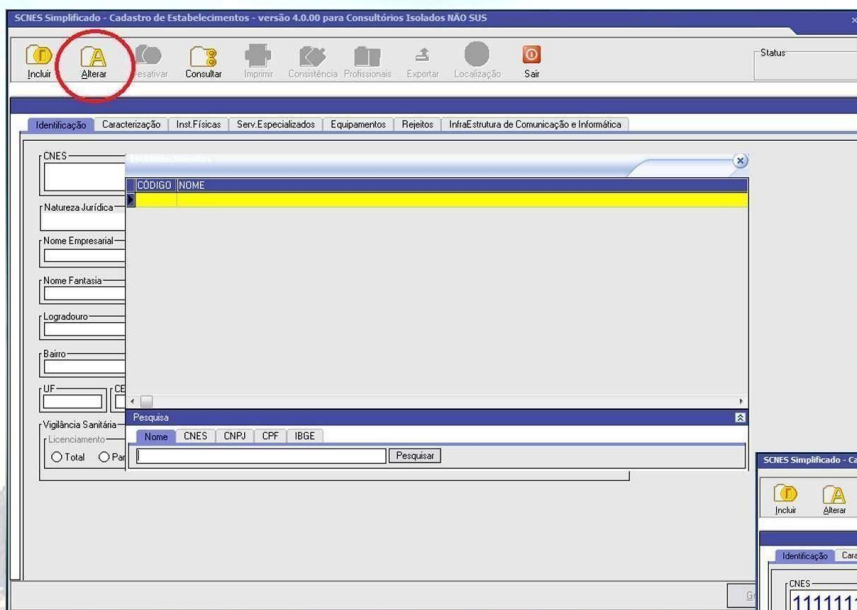 SCNES Simplificado - Cadastro de Estabelecimentos - versão 4.0.00 para Consultórios Isolados NÃO SUS
Incluir Alterar Desativar Consultar Imprimir Consistência Profissionais Exportar Localização Sair
Status
Identificação Caracterização Inst.Físicas Serv.Especializados Equipamentos Rejeitos InfraEstrutura de Comunicação e Informática
CNES
CÓDIGO NOME
Natureza Jurídica
Nome Empresarial
Nome Fantasia
Logradouro
Bairro
UF CE
Pesquisa
Vigilância Sanitária
Nome CNES CNPJ CPF IBGE
Licenciamento
Total Par
Pesquisar
SCNES Simplificado - Ca
Incluir Alterar
Identificação Cara
CNES